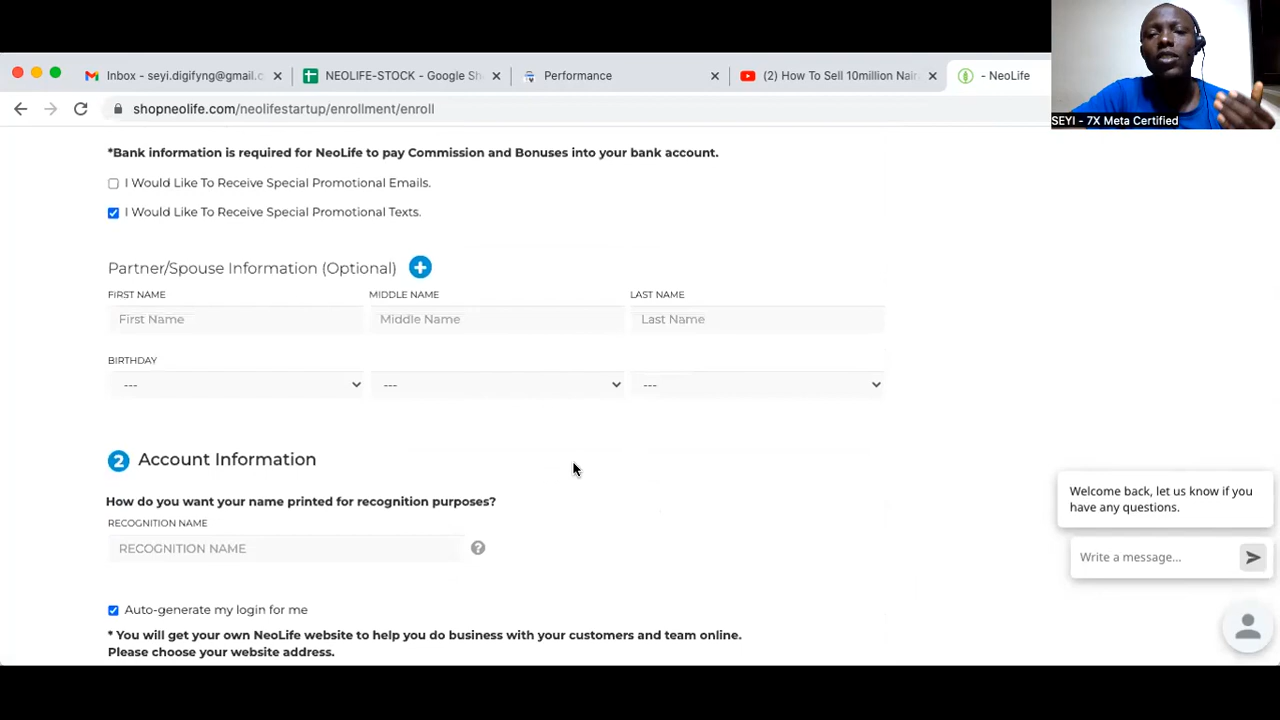 Inbox - seyi.digifyng@gmail.c
NEOLIFE-STOCK - Google She
Performance
(2) How To Sell 10million Nair
- NeoLife
shopneolife.com/neolifestartup/enrollment/enroll
SEYI - 7X Meta Certified
*Bank information is required for NeoLife to pay Commission and Bonuses into your bank account.
I Would Like To Receive Special Promotional Emails.
I Would Like To Receive Special Promotional Texts.
Partner/Spouse Information (Optional)
FIRST NAME MIDDLE NAME LAST NAME
First Name Middle Name Last Name
BIRTHDAY
--- --- ---
2 Account Information
How do you want your name printed for recognition purposes?
RECOGNITION NAME
RECOGNITION NAME
Auto-generate my login for me
* You will get your own NeoLife website to help you do business with your customers and team online.
Please choose your website address.
Welcome back, let us know if you
have any questions.
Write a message...